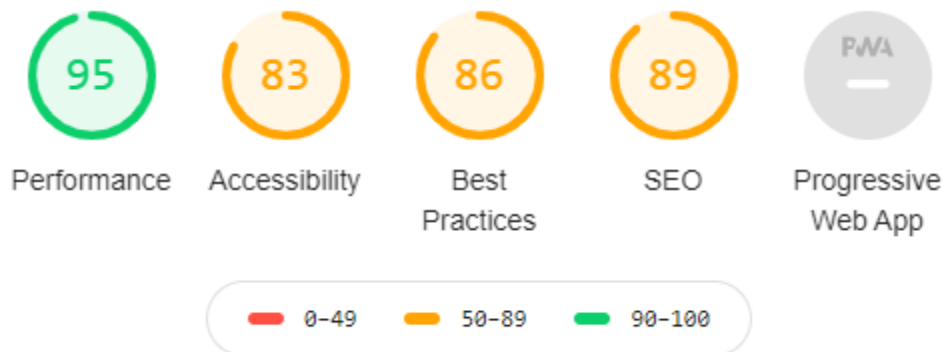 95 83 86 89 PWA
Performance Accessibility Best Practices SEO Progressive Web App
0–49 50–89 90–100